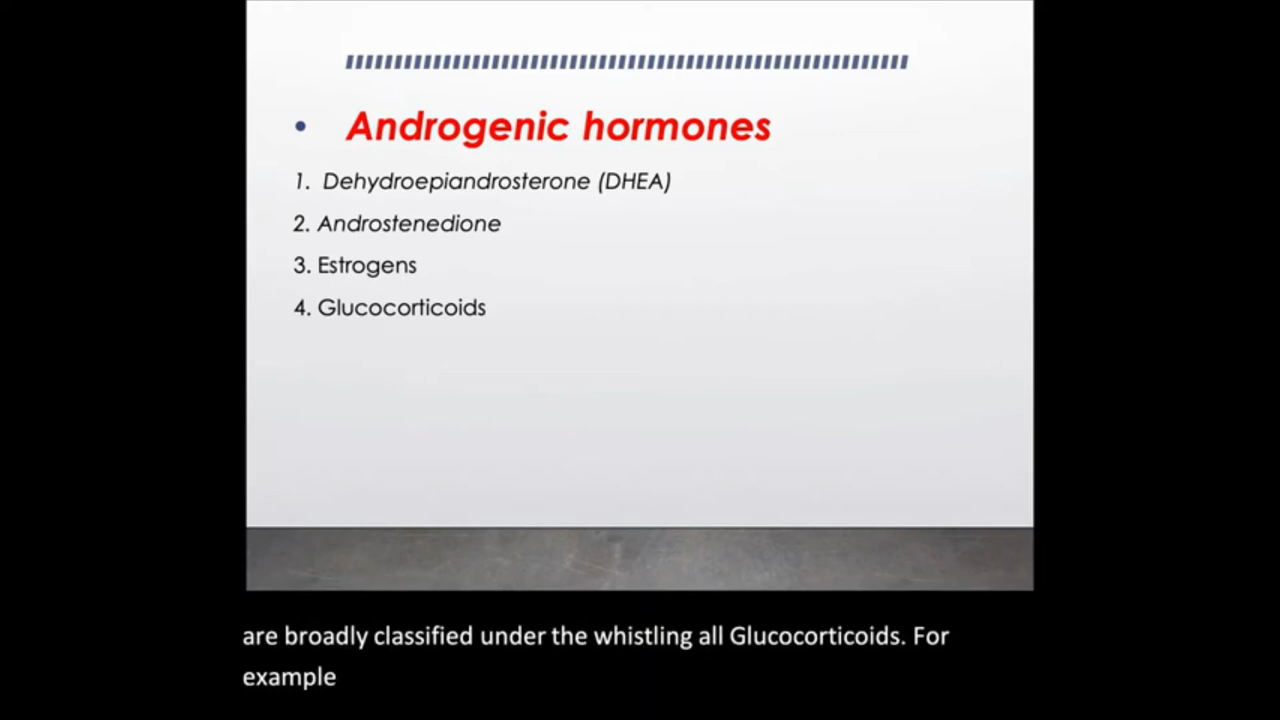 • Androgenic hormones
1. Dehydroepiandrosterone (DHEA)
2. Androstenedione
3. Estrogens
4. Glucocorticoids
are broadly classified under the whistling all Glucocorticoids. For
example